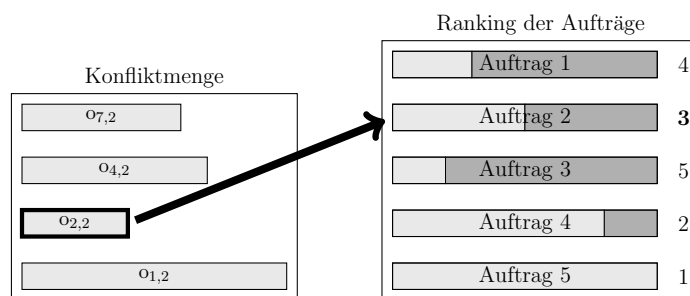 Konfliktmenge
o7,2
o4,2
o2,2
o1,2
Ranking der Aufträge
Auftrag 1 4
Auftrag 2 3
Auftrag 3 5
Auftrag 4 2
Auftrag 5 1